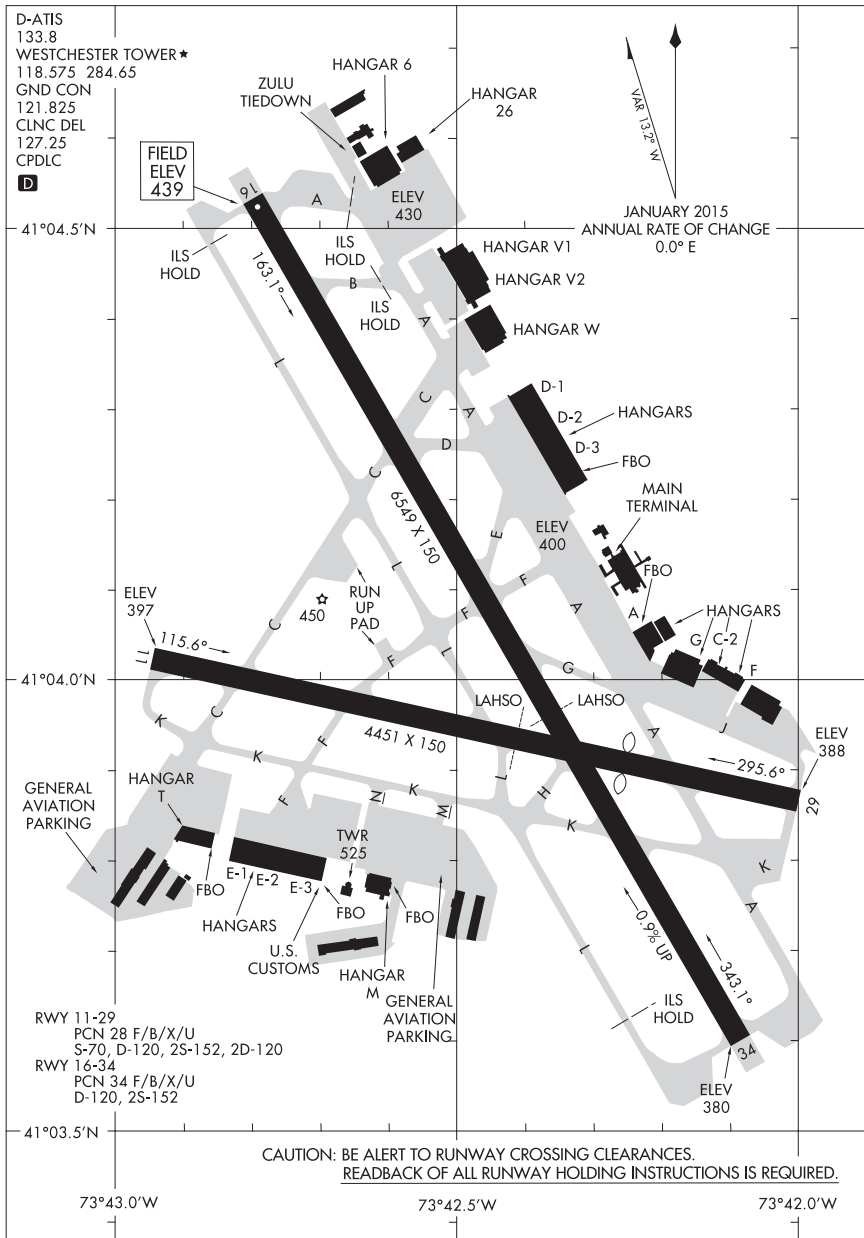 D-ATIS
133.8
WESTCHESTER TOWER★
118.575 284.65
GND CON
121.825
CLNC DEL
127.25
CPDLC
D
ZULU
TIEDOWN
HANGAR 6
HANGAR
26
VAR 13.2° W
JANUARY 2015
ANNUAL RATE OF CHANGE
0.0° E
FIELD
ELEV
439
16
A
ELEV
430
41°04.5'N
ILS
HOLD
ILS
HOLD
163.1°
B
ILS
HOLD
HANGAR V1
HANGAR V2
HANGAR W
A
L
C
A
D
D-1
D-2
D-3
HANGARS
FBO
C
6549 X 150
E
ELEV
400
MAIN
TERMINAL
FBO
L
F
A
RUN
UP
PAD
450
ELEV
397
C
F
L
F
A
HANGARS
G
C-2
F
11
115.6°
41°04.0'N
G
LAHSO
LAHSO
A
J
ELEV
388
K
C
F
4451 X 150
295.6°
29
K
L
H
K
K
GENERAL
AVIATION
PARKING
HANGAR
T
F
N
K
M
TWR
525
FBO
E-1
E-2
E-3
HANGARS
U.S.
CUSTOMS
FBO
HANGAR
M
FBO
GENERAL
AVIATION
PARKING
K
A
L
0.9% UP
343.1°
ILS
HOLD
34
ELEV
380
RWY 11-29
PCN 28 F/B/X/U
S-70, D-120, 2S-152, 2D-120
RWY 16-34
PCN 34 F/B/X/U
D-120, 2S-152
41°03.5'N
CAUTION: BE ALERT TO RUNWAY CROSSING CLEARANCES.
READBACK OF ALL RUNWAY HOLDING INSTRUCTIONS IS REQUIRED.
73°43.0'W
73°42.5'W
73°42.0'W